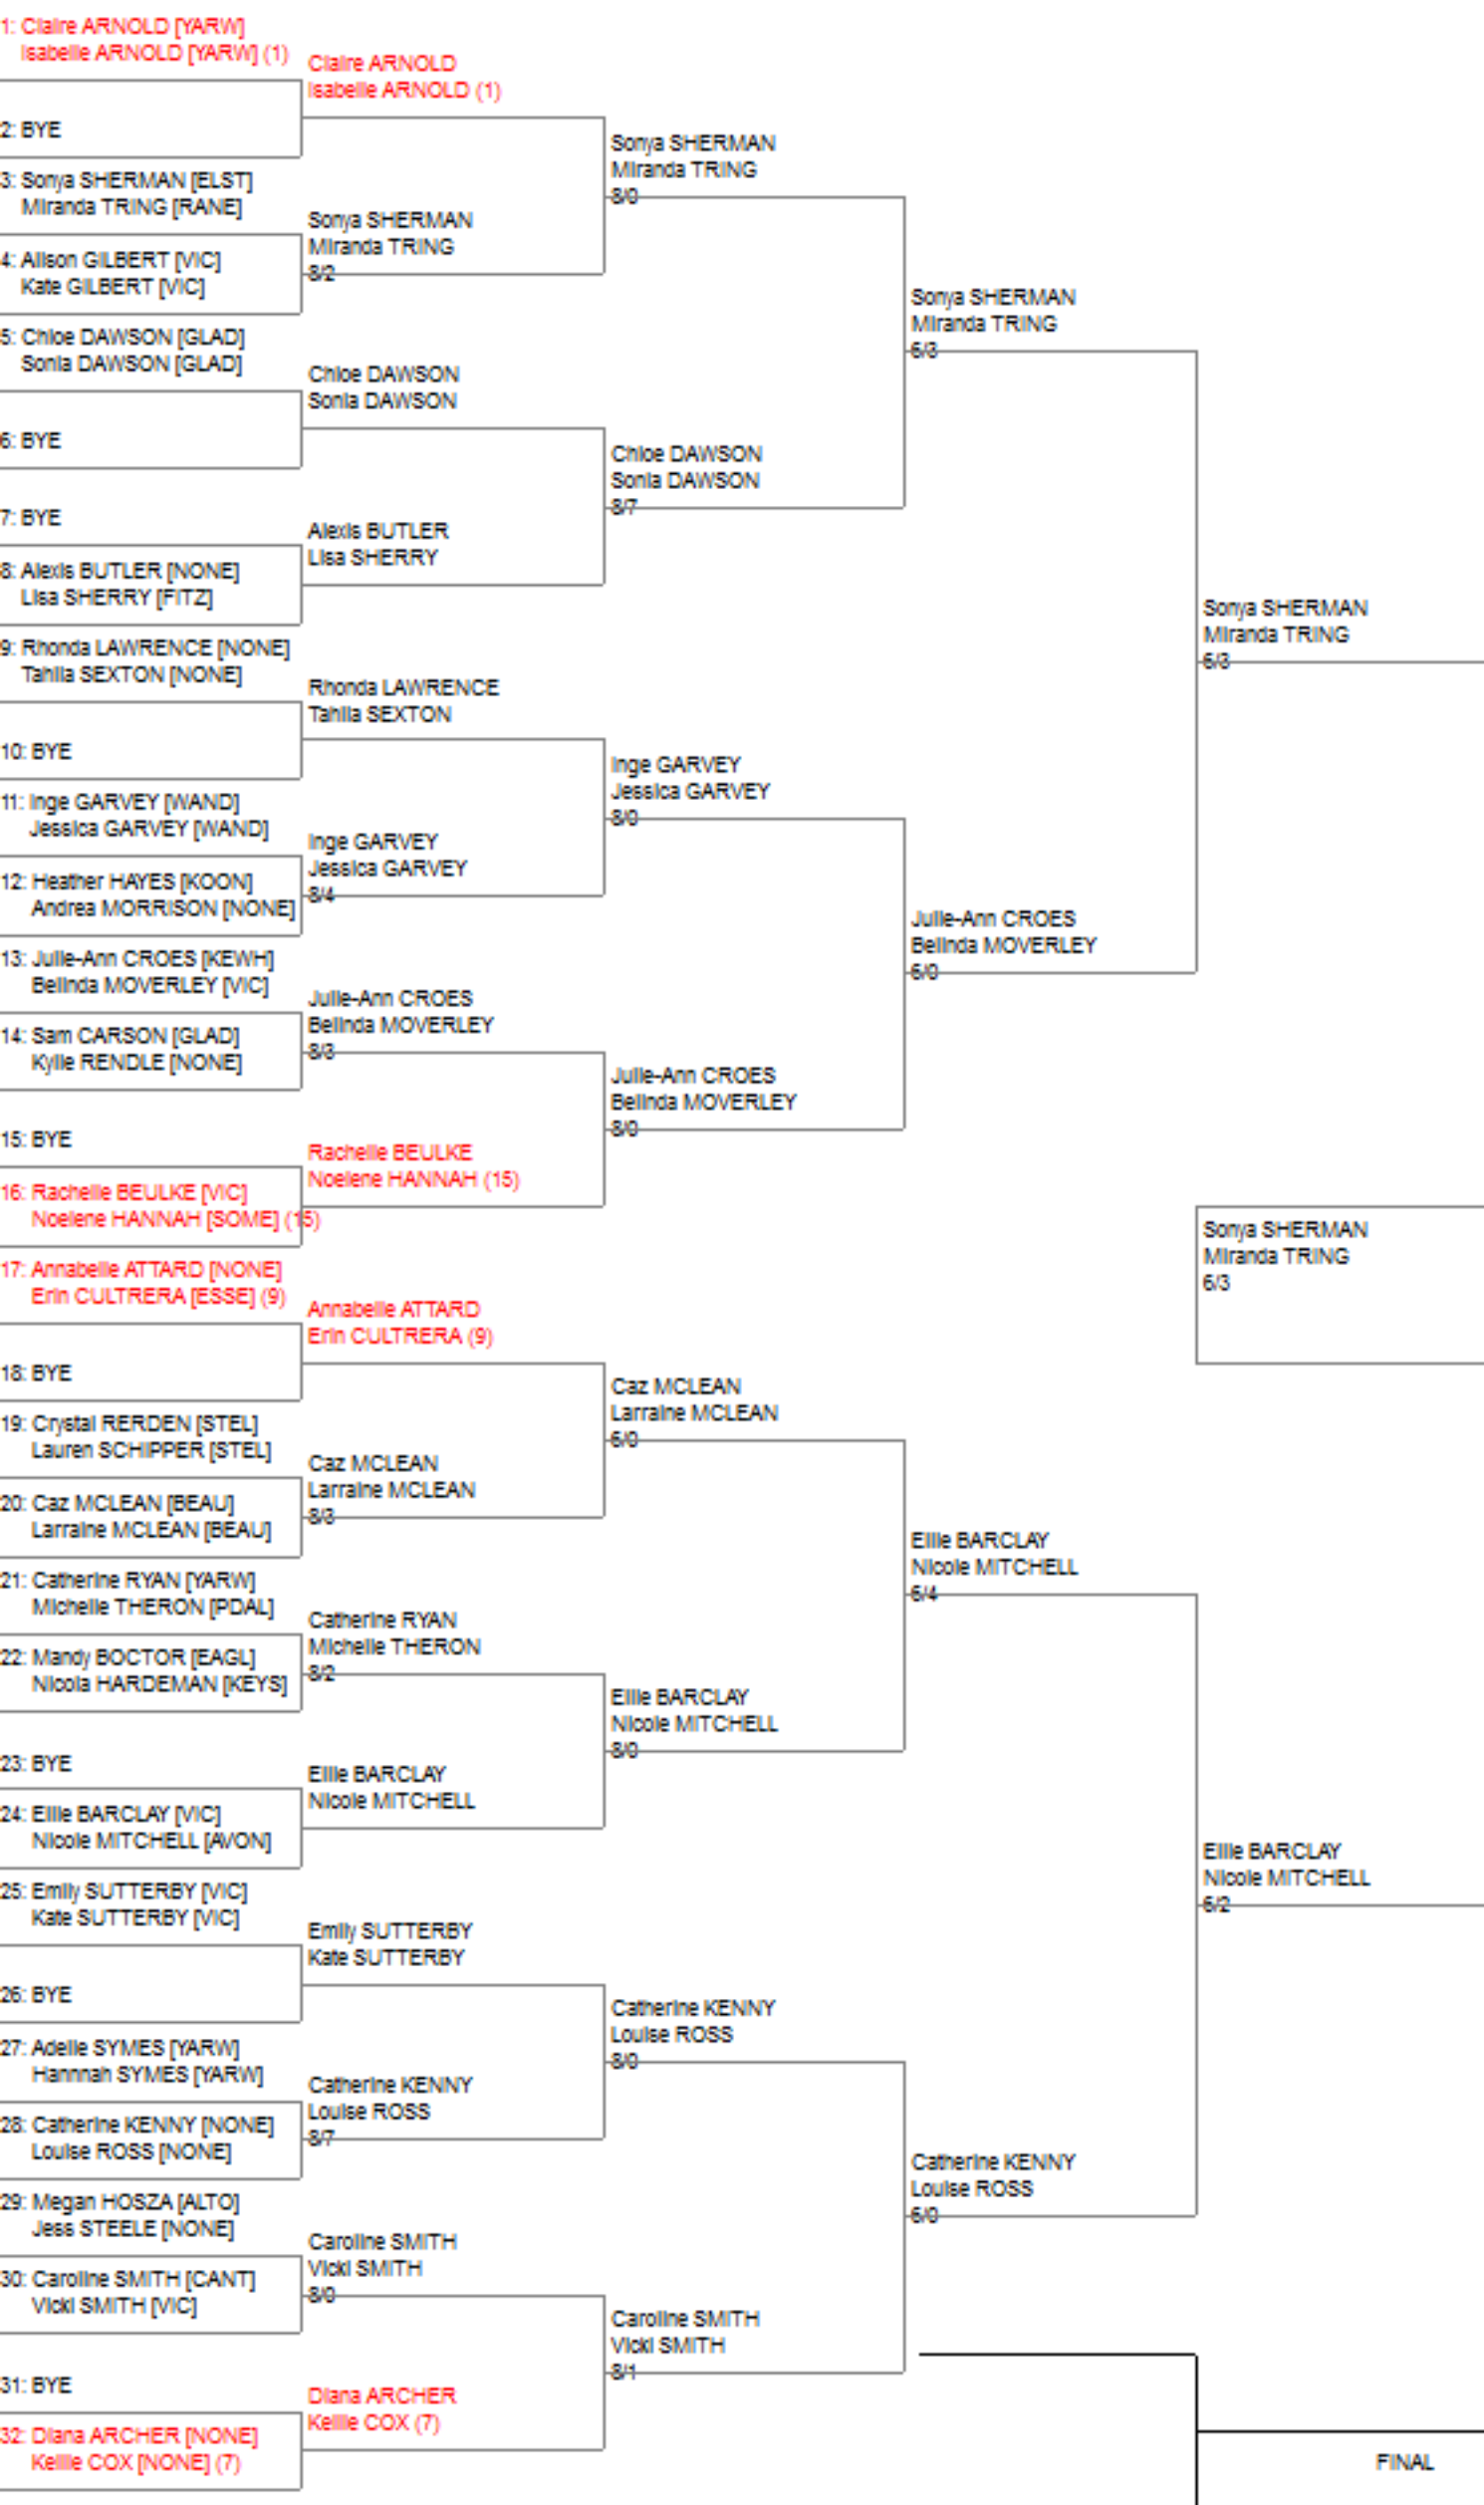 1: Claire ARNOLD [YARW]
Isabelle ARNOLD [YARW] (1)
2: BYE
3: Sonya SHERMAN [ELST]
Miranda TRING [RANE]
4: Alison GILBERT [VIC]
Kate GILBERT [VIC]
5: Chloe DAWSON [GLAD]
Sonia DAWSON [GLAD]
6: BYE
7: BYE
8: Alexis BUTLER [NONE]
Lisa SHERRY [FITZ]
9: Rhonda LAWRENCE [NONE]
Tahlia SEXTON [NONE]
10: BYE
11: Inge GARVEY [WAND]
Jessica GARVEY [WAND]
12: Heather HAYES [KOON]
Andrea MORRISON [NONE]
13: Julie-Ann CROES [KEWH]
Belinda MOVERLEY [VIC]
14: Sam CARSON [GLAD]
Kylie RENDLE [NONE]
15: BYE
16: Rachelle BEULKE [VIC]
Noelene HANNAH [SOME] (15)
17: Annabelle ATTARD [NONE]
Erin CULTRERA [ESSE] (9)
18: BYE
19: Crystal RERDEN [STEL]
Lauren SCHIPPER [STEL]
20: Caz MCLEAN [BEAU]
Larraine MCLEAN [BEAU]
21: Catherine RYAN [YARW]
Michelle THERON [PDAL]
22: Mandy BOCTOR [EAGL]
Nicola HARDEMAN [KEYS]
23: BYE
24: Ellie BARCLAY [VIC]
Nicole MITCHELL [AVON]
25: Emily SUTTERBY [VIC]
Kate SUTTERBY [VIC]
26: BYE
27: Adelle SYMES [YARW]
Hannnah SYMES [YARW]
28: Catherine KENNY [NONE]
Louise ROSS [NONE]
29: Megan HOSZA [ALTO]
Jess STEELE [NONE]
30: Caroline SMITH [CANT]
Vicki SMITH [VIC]
31: BYE
32: Diana ARCHER [NONE]
Kellie COX [NONE] (7)
Claire ARNOLD
Isabelle ARNOLD (1)
Sonya SHERMAN
Miranda TRING
8/2
Chloe DAWSON
Sonia DAWSON
Alexis BUTLER
Lisa SHERRY
Rhonda LAWRENCE
Tahlia SEXTON
Inge GARVEY
Jessica GARVEY
8/4
Julie-Ann CROES
Belinda MOVERLEY
8/3
Rachelle BEULKE
Noelene HANNAH (15)
Annabelle ATTARD
Erin CULTRERA (9)
Caz MCLEAN
Larraine MCLEAN
8/3
Catherine RYAN
Michelle THERON
8/2
Ellie BARCLAY
Nicole MITCHELL
Emily SUTTERBY
Kate SUTTERBY
Catherine KENNY
Louise ROSS
8/7
Caroline SMITH
Vicki SMITH
8/0
Diana ARCHER
Kellie COX (7)
Sonya SHERMAN
Miranda TRING
8/0
Chloe DAWSON
Sonia DAWSON
8/7
Inge GARVEY
Jessica GARVEY
8/0
Julie-Ann CROES
Belinda MOVERLEY
8/0
Caz MCLEAN
Larraine MCLEAN
Ellie BARCLAY
Nicole MITCHELL
8/0
Catherine KENNY
Louise ROSS
8/0
Caroline SMITH
Vicki SMITH
8/1
Sonya SHERMAN
Miranda TRING
6/3
Julie-Ann CROES
Belinda MOVERLEY
6/0
Ellie BARCLAY
Nicole MITCHELL
6/4
Catherine KENNY
Louise ROSS
6/0
Sonya SHERMAN
Miranda TRING
6/3
Sonya SHERMAN
Miranda TRING
6/3
Ellie BARCLAY
Nicole MITCHELL
6/2
FINAL